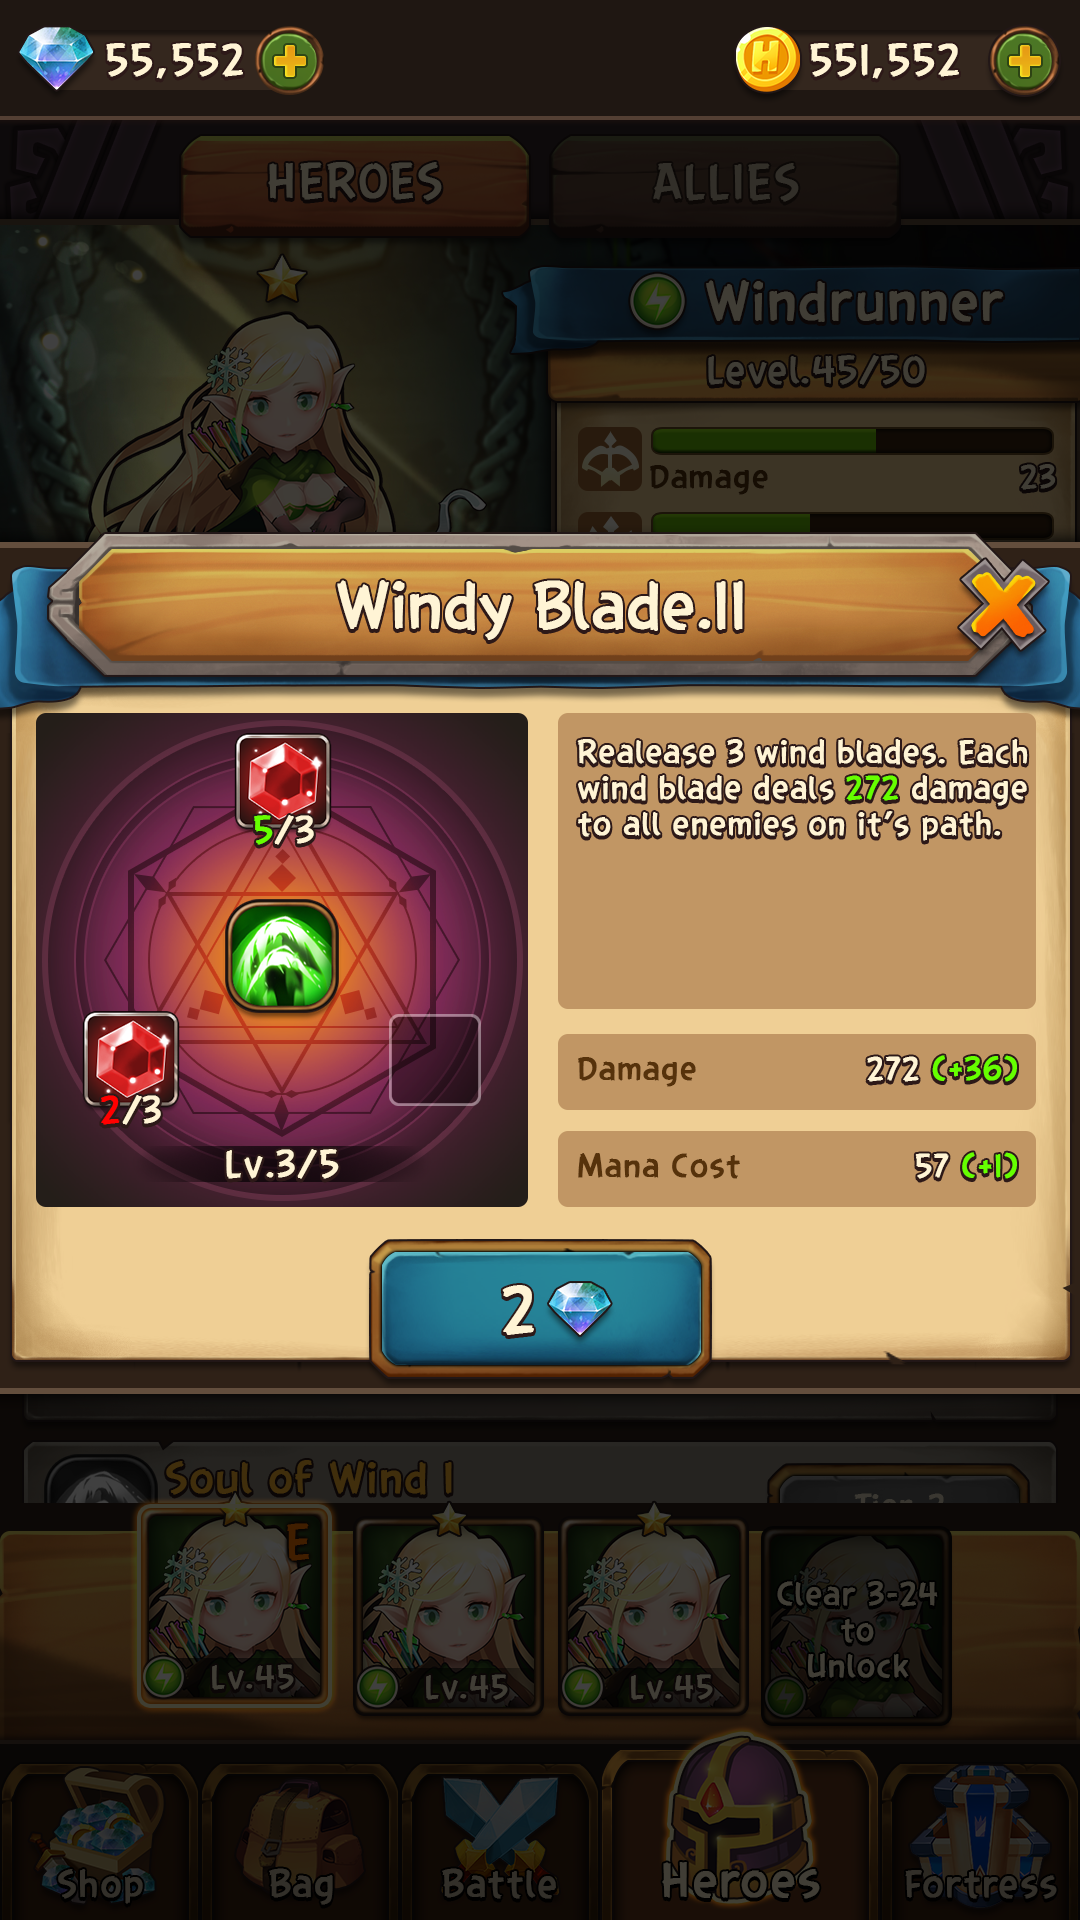 55,552
551,552
HEROES
ALLIES
Windrunner
Level.45/50
Damage
23
Windy Blade.II
5/3
2/3
Lv.3/5
Realease 3 wind blades. Each
wind blade deals 272 damage
to all enemies on it's path.
Damage
272 (+36)
Mana Cost
57 (+1)
2
Soul of Wind I
Tier 2
E
Lv.45
Lv.45
Lv.45
Clear 3-24
to
Unlock
Shop
Bag
Battle
Heroes
Fortress